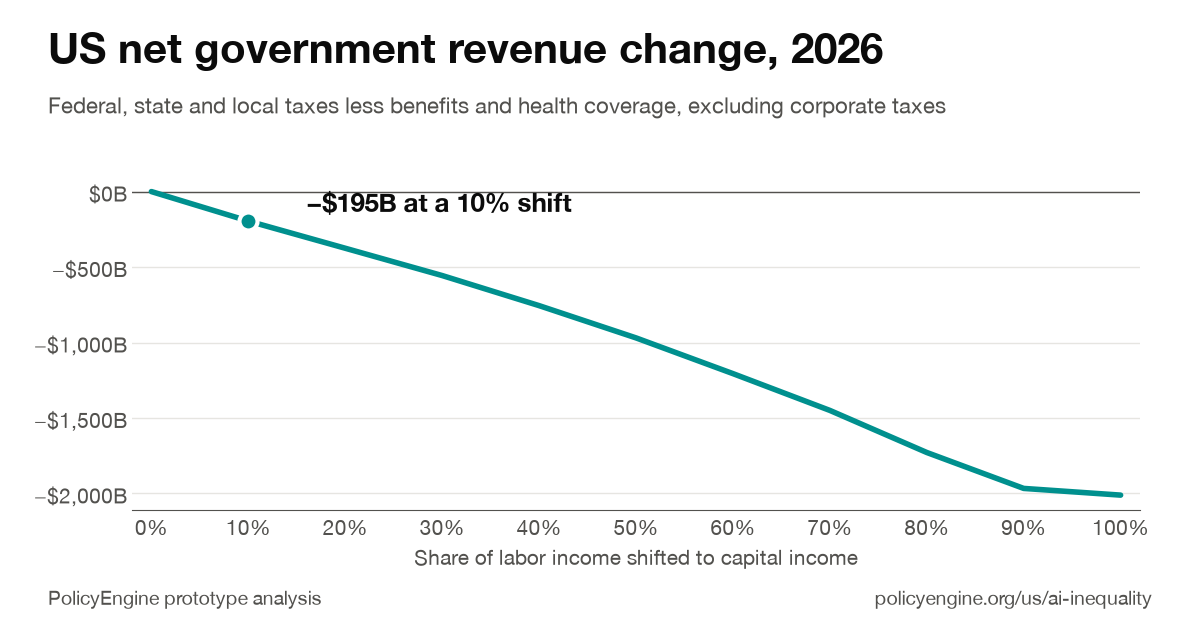 US net government revenue change, 2026
Federal, state and local taxes less benefits and health coverage, excluding corporate taxes
$0B
–$195B at a 10% shift
–$500B
–$1,000B
–$1,500B
–$2,000B
0% 10% 20% 30% 40% 50% 60% 70% 80% 90% 100%
Share of labor income shifted to capital income
PolicyEngine prototype analysis
policyengine.org/us/ai-inequality